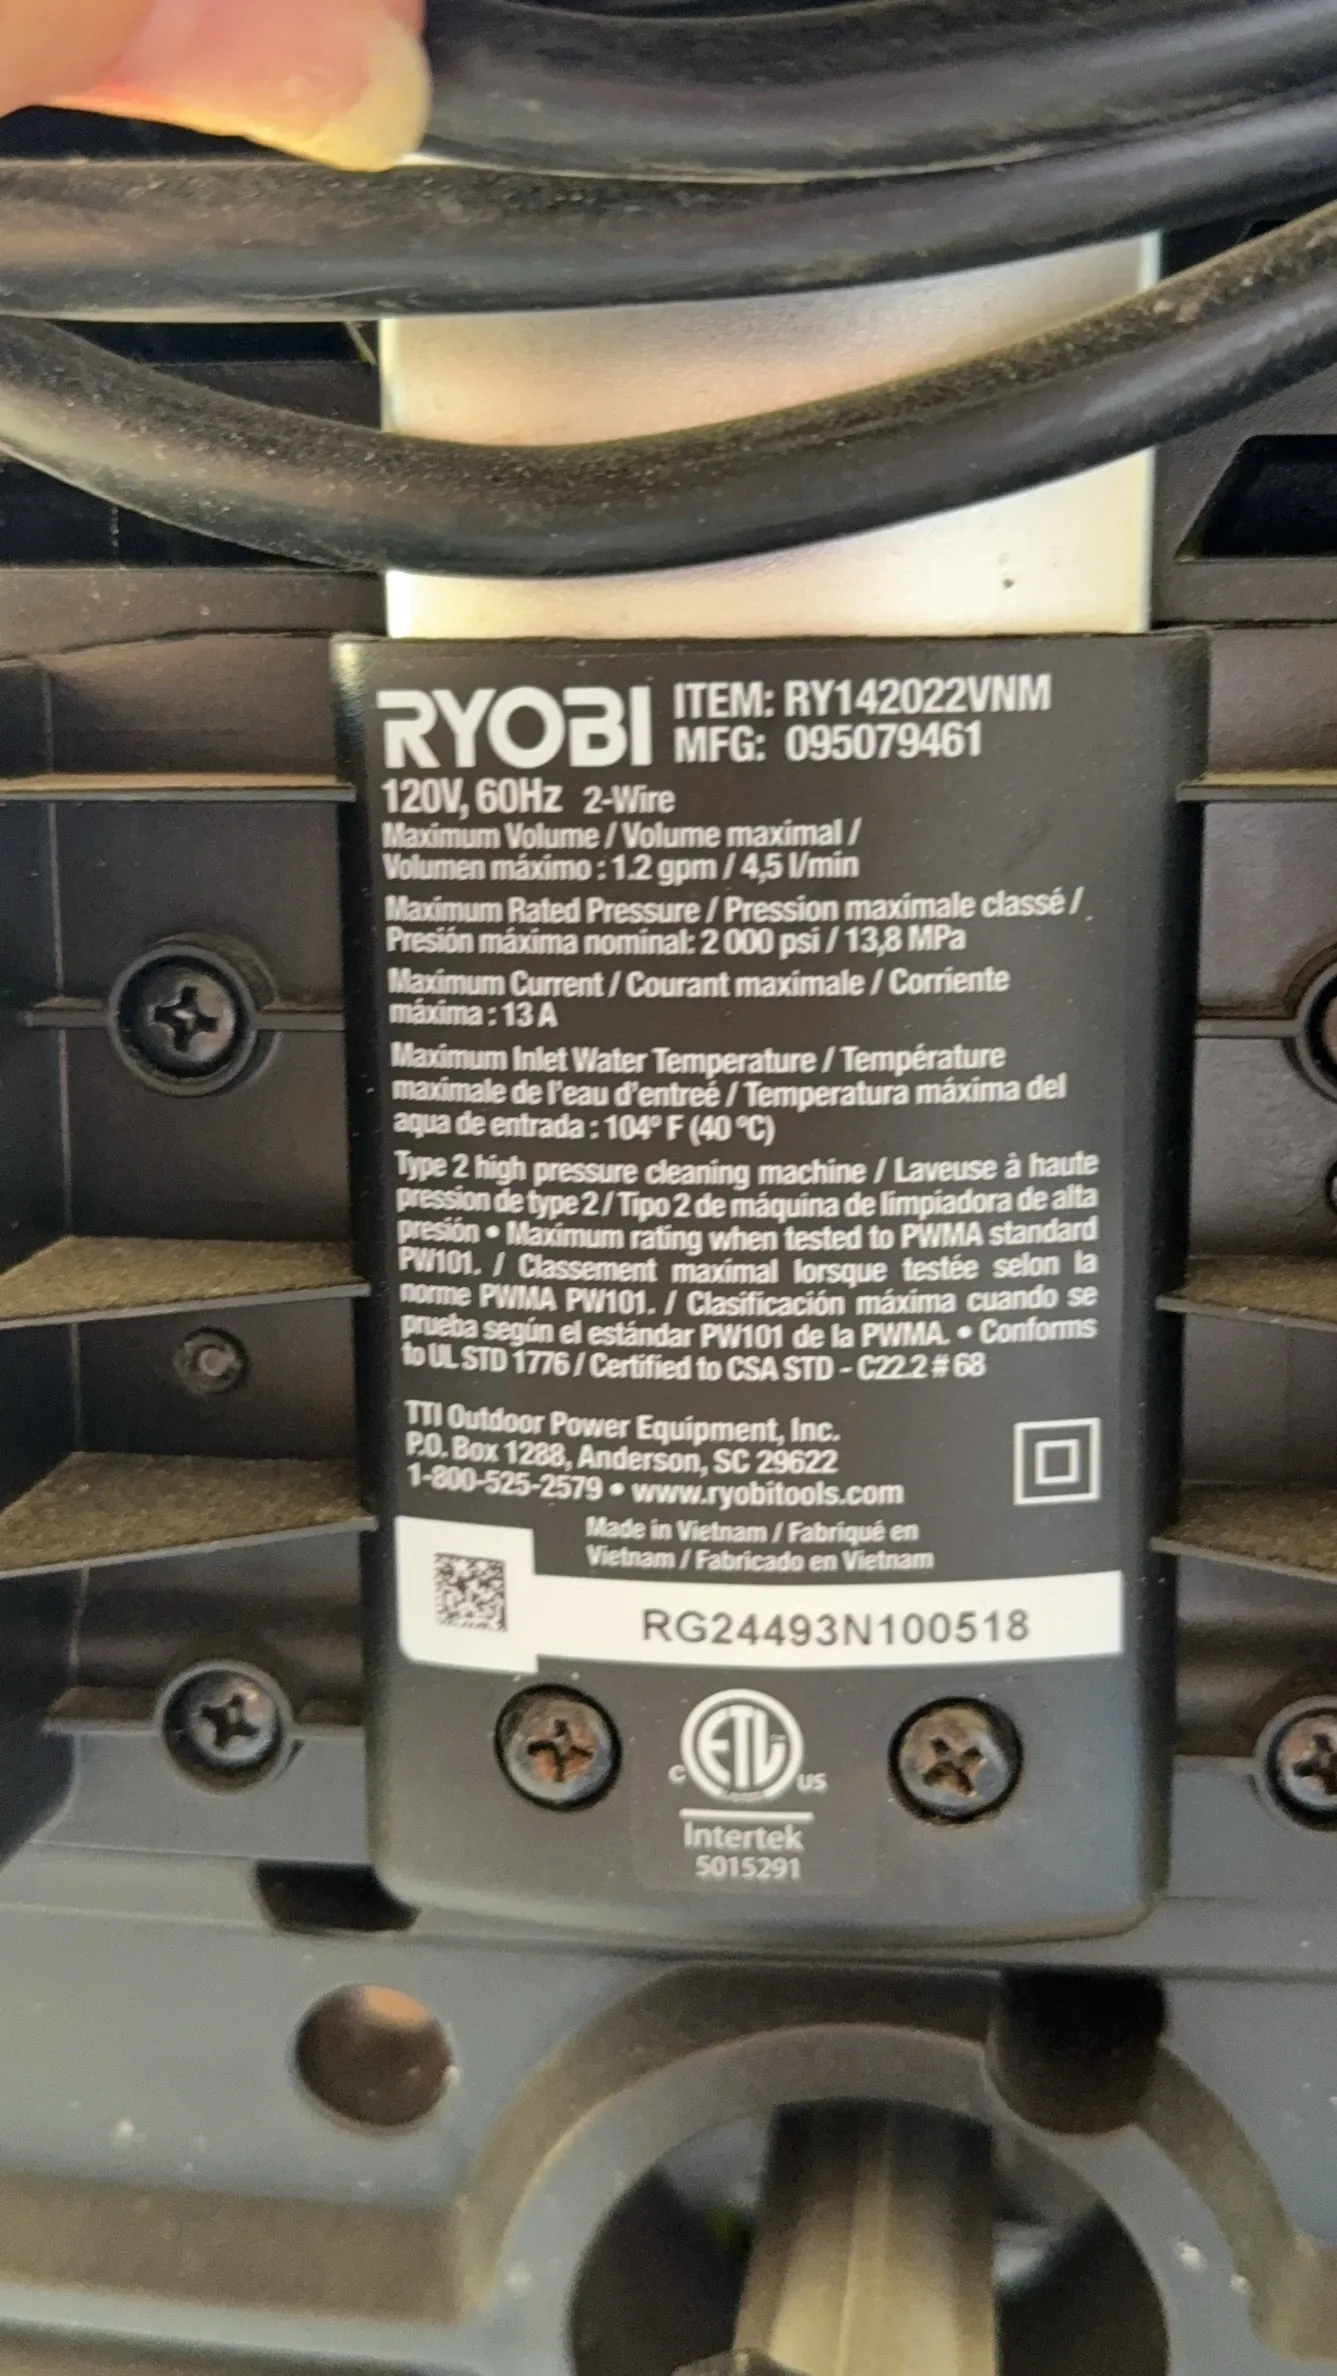 RYOBI ITEM: RY142022VNM
MFG: 095079461
120V, 60Hz 2-Wire
Maximum Volume / Volume maximal /
Volumen máximo : 1.2 gpm / 4,5 l/min
Maximum Rated Pressure / Pression maximale classé /
Presión máxima nominal: 2 000 psi / 13,8 MPa
Maximum Current / Courant maximale / Corriente
máxima : 13 A
Maximum Inlet Water Temperature / Température
maximale de l'eau d'entreé / Temperatura máxima del
aqua de entrada : 104° F (40 °C)
Type 2 high pressure cleaning machine / Laveuse à haute
pression de type 2 / Tipo 2 de máquina de limpiadora de alta
presión • Maximum rating when tested to PWMA standard
PW101. / Classement maximal lorsque testée selon la
norme PWMA PW101. / Clasificación máxima cuando se
prueba según el estándar PW101 de la PWMA. • Conforms
to UL STD 1776 / Certified to CSA STD - C22.2 # 68
TTI Outdoor Power Equipment, Inc.
P.O. Box 1288, Anderson, SC 29622
1-800-525-2579 • www.ryobitools.com
Made in Vietnam / Fabriqué en
Vietnam / Fabricado en Vietnam
RG24493N100518
C ETL US
Intertek
5015291